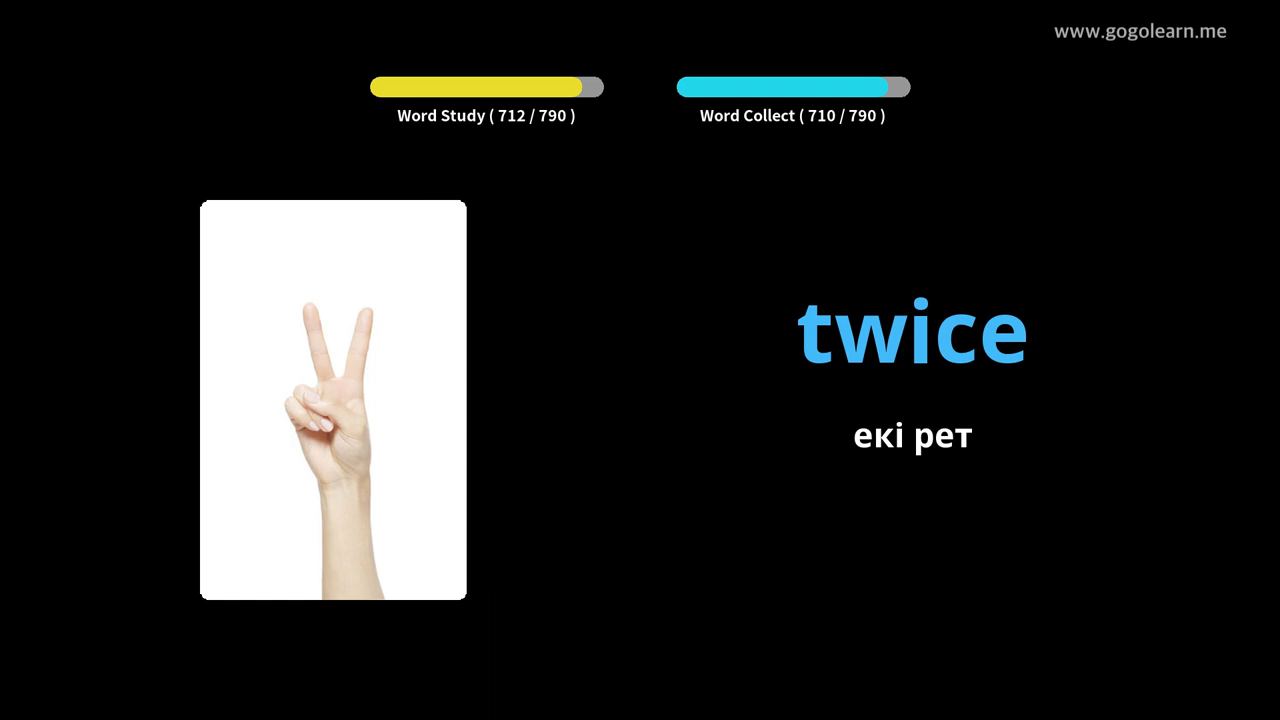 www.gogolearn.me
Word Study ( 712 / 790 )
Word Collect ( 710 / 790 )
twice
екі рет